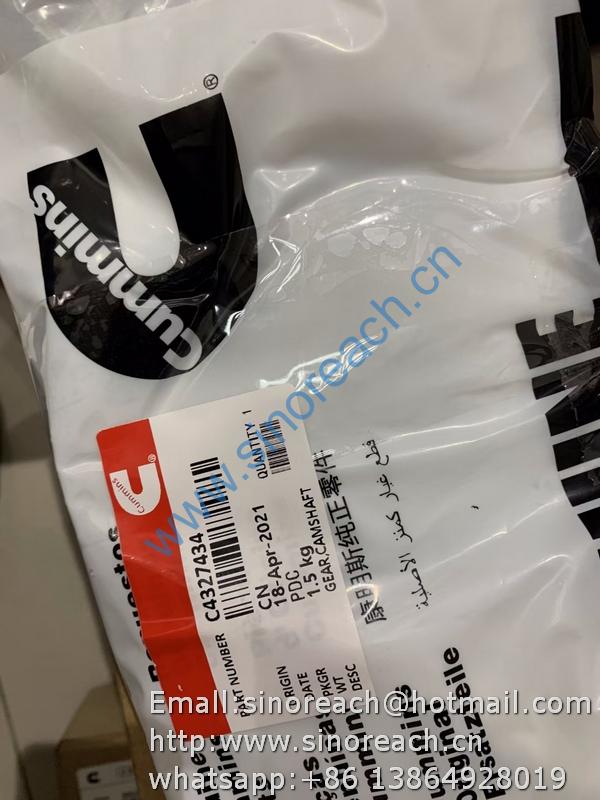 ®
cummins
sinoreach.cn
Cummins
®
PART NUMBER C4327434
QUANTITY 1
ORIGIN CN
DATE 18-Apr-2021
PKGR PDC
WT 1.5 kg
DESC GEAR,CAMSHAFT
康明斯纯正零件
قطع غيار كمنز الأصلية
Email:sinoreach@hotmail.com
http:www.sinoreach.cn
whatsapp:+86 13864928019